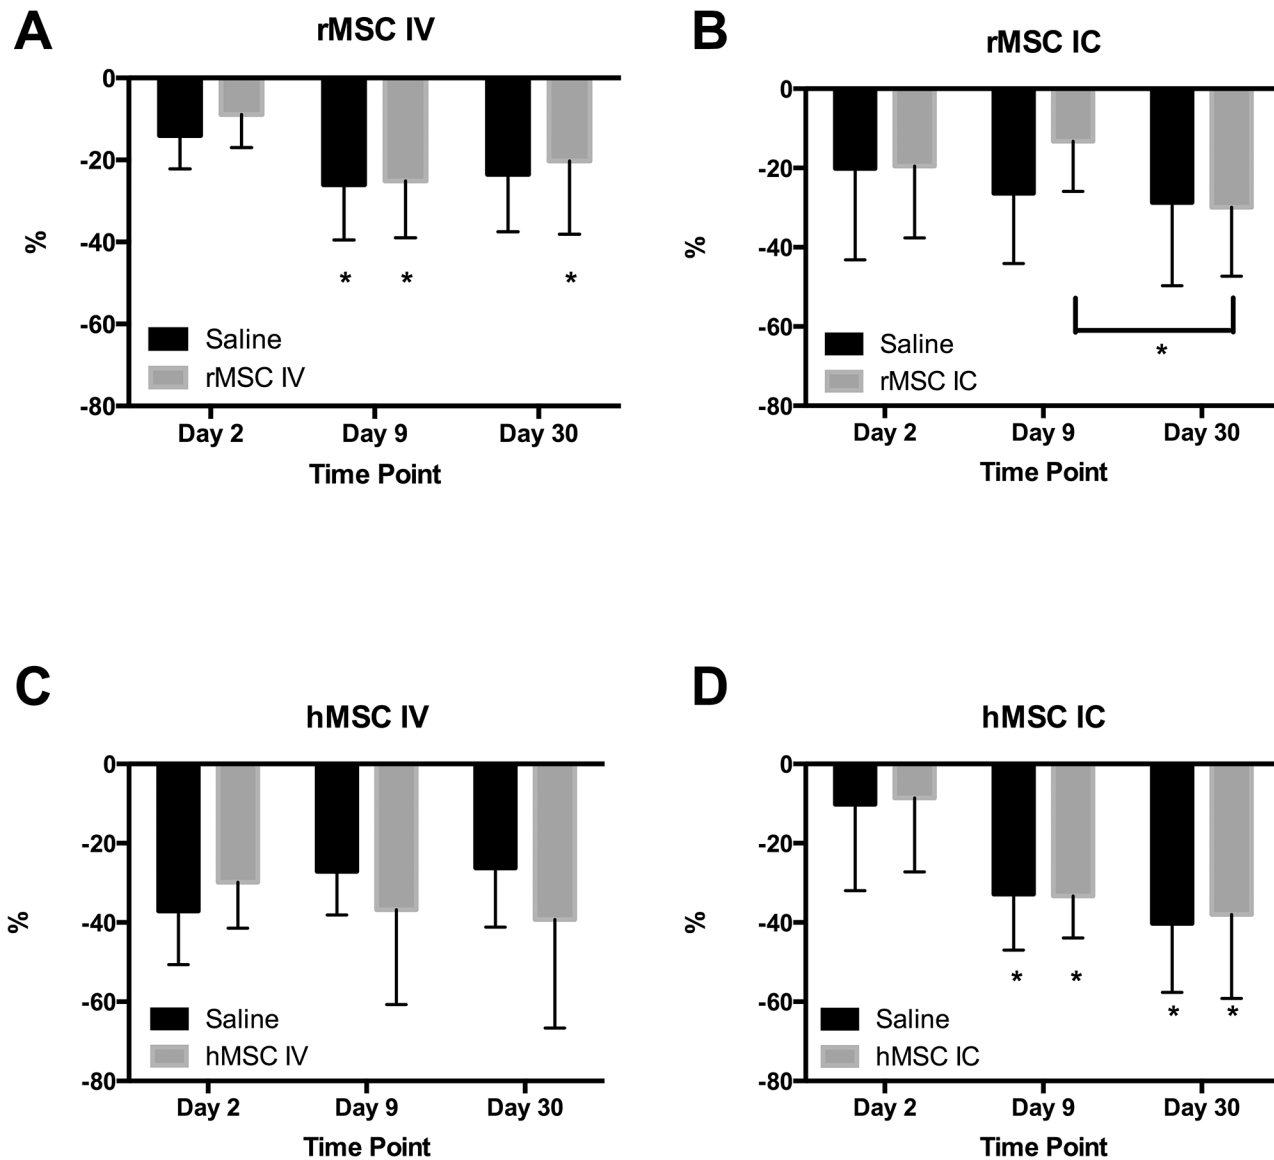 A
rMSC IV
0
-20
-40
-60
-80
%
* * *
Saline
rMSC IV
Day 2 Day 9 Day 30
Time Point
B
rMSC IC
0
-20
-40
-60
-80
%
*
Saline
rMSC IC
Day 2 Day 9 Day 30
Time Point
C
hMSC IV
0
-20
-40
-60
-80
%
Saline
hMSC IV
Day 2 Day 9 Day 30
Time Point
D
hMSC IC
0
-20
-40
-60
-80
%
* *
* *
Saline
hMSC IC
Day 2 Day 9 Day 30
Time Point